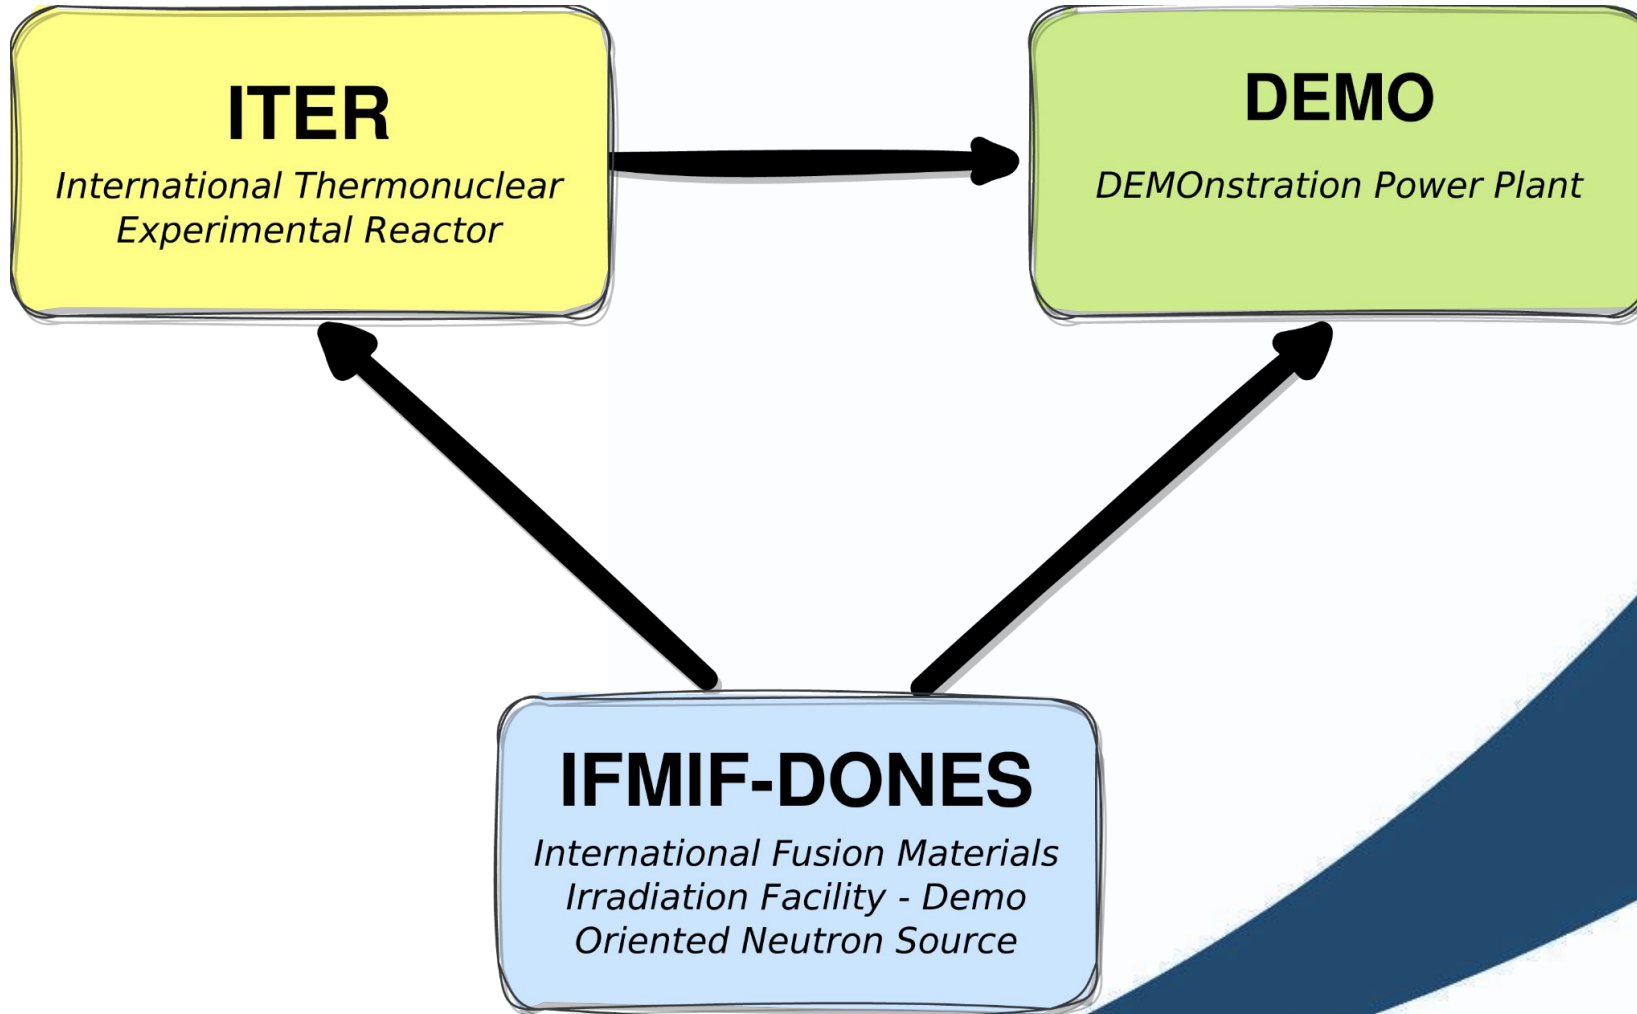 ITER
International Thermonuclear
Experimental Reactor
DEMO
DEMOnstration Power Plant
IFMIF-DONES
International Fusion Materials
Irradiation Facility - Demo
Oriented Neutron Source